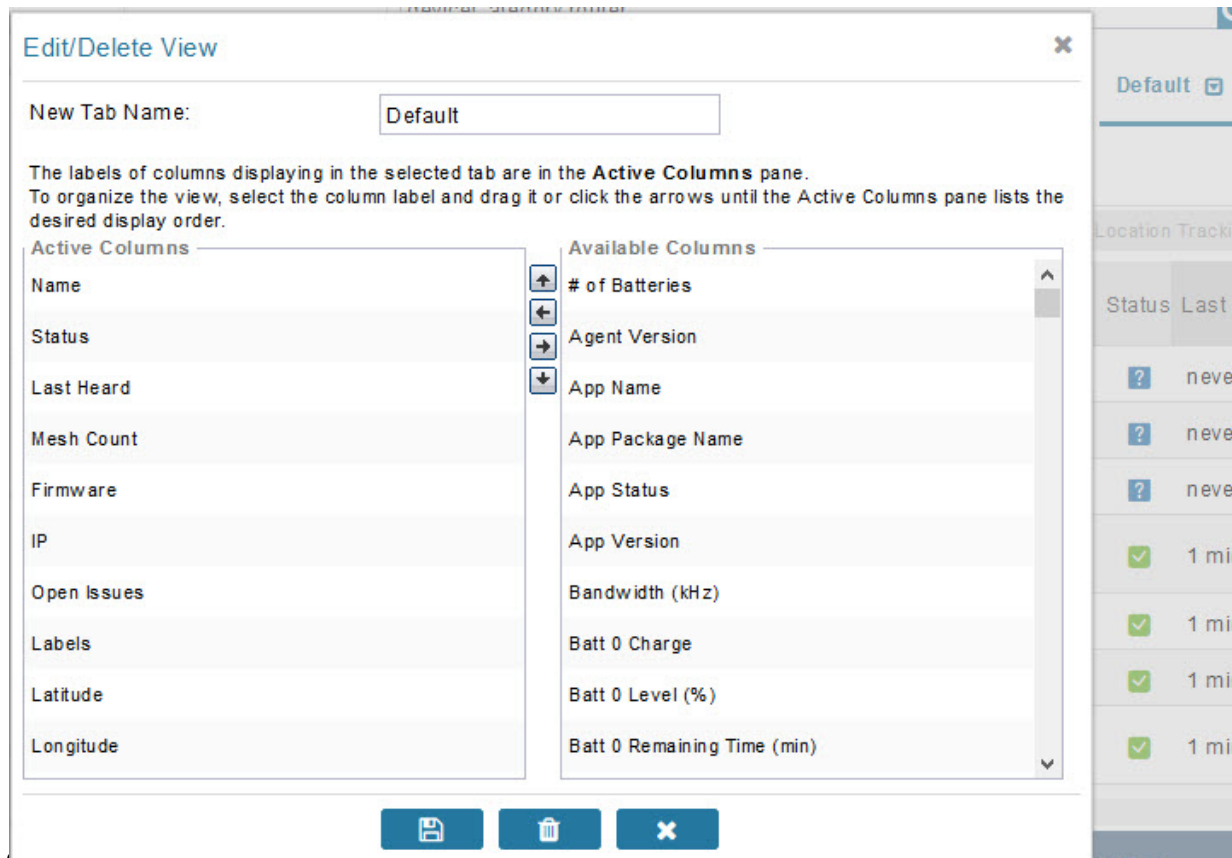 Edit/Delete View
New Tab Name:
Default
The labels of columns displaying in the selected tab are in the Active Columns pane.
To organize the view, select the column label and drag it or click the arrows until the Active Columns pane lists the
desired display order.
Active Columns
Name
Status
Last Heard
Mesh Count
Firmware
IP
Open Issues
Labels
Latitude
Longitude
Available Columns
# of Batteries
Agent Version
App Name
App Package Name
App Status
App Version
Bandwidth (kHz)
Batt 0 Charge
Batt 0 Level (%)
Batt 0 Remaining Time (min)
Default
Location Tracki
Status Last
? neve
? neve
? neve
1 mi
1 mi
1 mi
1 mi